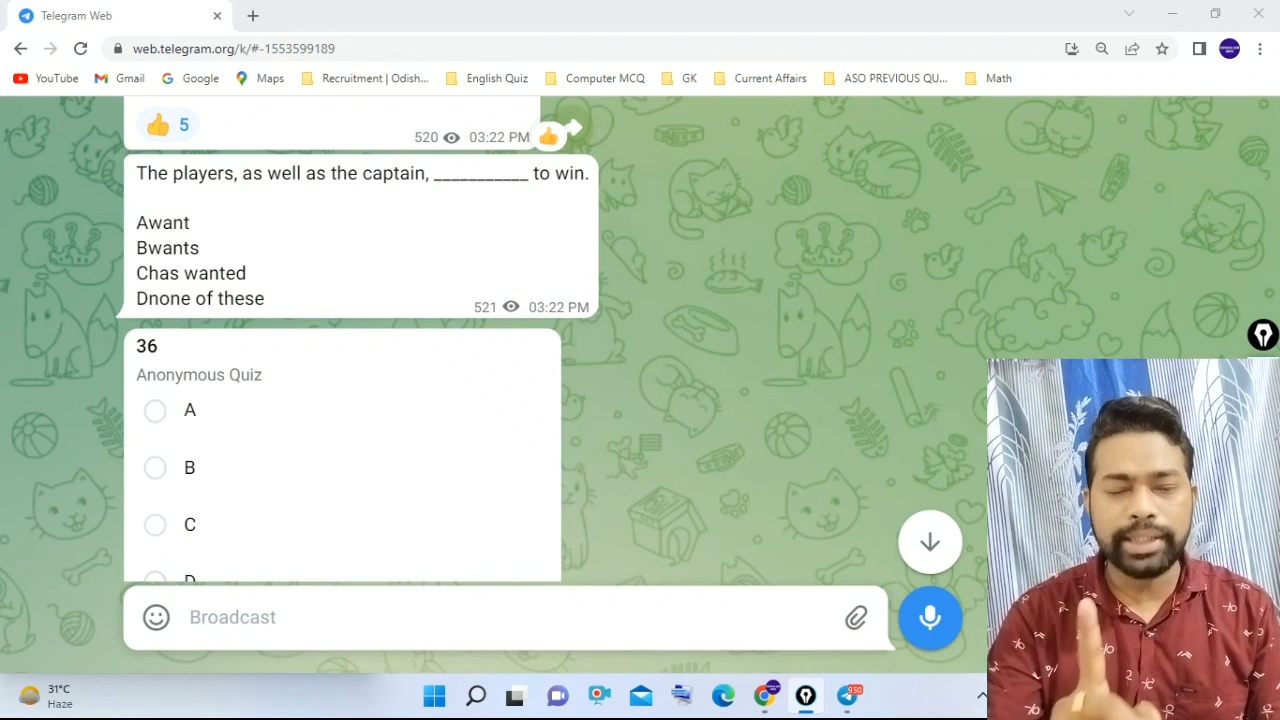 Telegram Web
web.telegram.org/k/#-1553599189
YouTube
Gmail
Google
Maps
Recruitment | Odish...
English Quiz
Computer MCQ
GK
Current Affairs
ASO PREVIOUS QU...
Math
5
520 03:22 PM
The players, as well as the captain, ___________ to win.
Awant
Bwants
Chas wanted
Dnone of these
521 03:22 PM
36
Anonymous Quiz
A
B
C
D
Broadcast
31°C
Haze
950